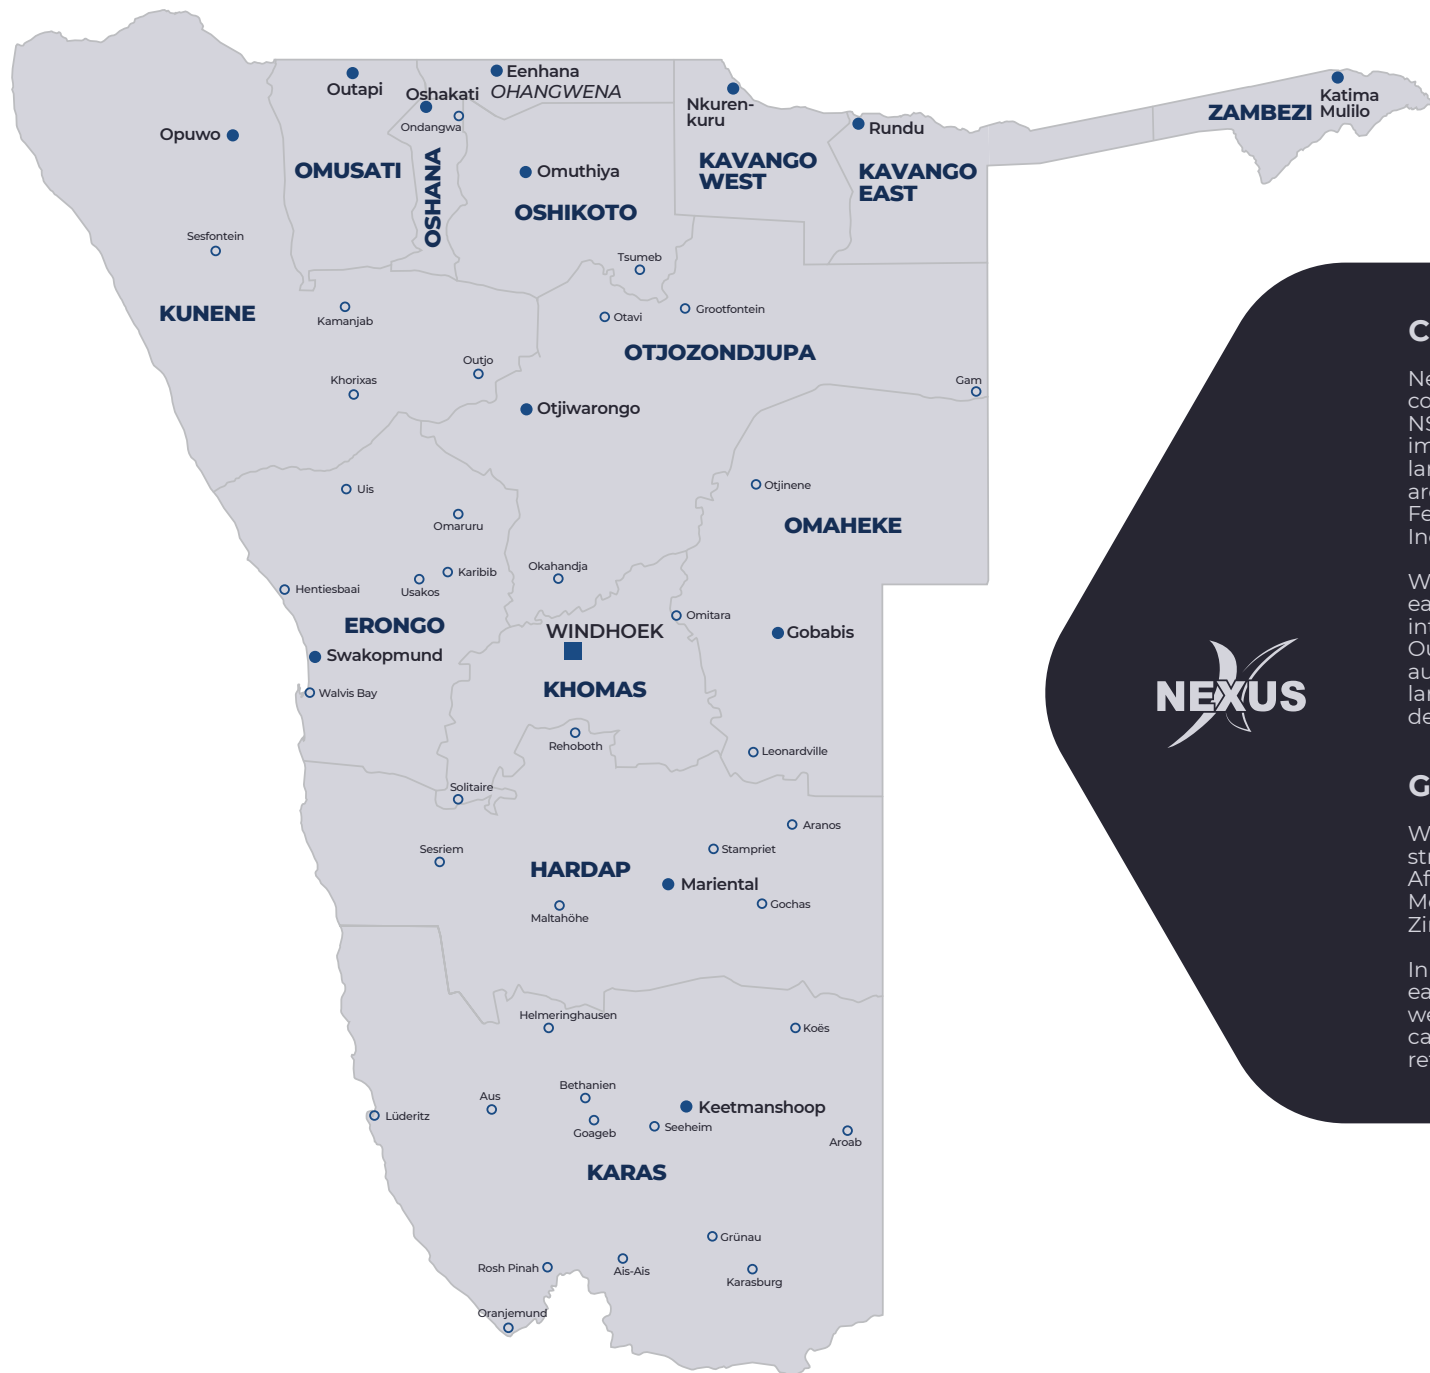 Eenhana
OHANGWENA
Outapi
Oshakati
Ondangwa
Nkuren-
kuru
Rundu
Katima
Mulilo
ZAMBEZI
Opuwo
OMUSATI
OSHANA
Omuthiya
OSHIKOTO
KAVANGO
WEST
KAVANGO
EAST
Sesfontein
Tsumeb
KUNENE
Kamanjab
Otavi
Grootfontein
OTJOZONDJUPA
Outjo
Khorixas
Gam
Otjiwarongo
Uis
Otjinene
Omaruru
OMAHEKE
Okahandja
Karibib
Usakos
Hentiesbaai
Omitara
ERONGO
WINDHOEK
Gobabis
Swakopmund
KHOMAS
Walvis Bay
Rehoboth
Leonardville
Solitaire
Aranos
Sesriem
Stampriet
HARDAP
Mariental
Gochas
Maltahöhe
Helmeringhausen
Koës
Bethanien
Aus
Lüderitz
Keetmanshoop
Goageb
Seeheim
Aroab
KARAS
Grünau
Rosh Pinah
Ais-Ais
Karasburg
Oranjemund
NEXUS
In